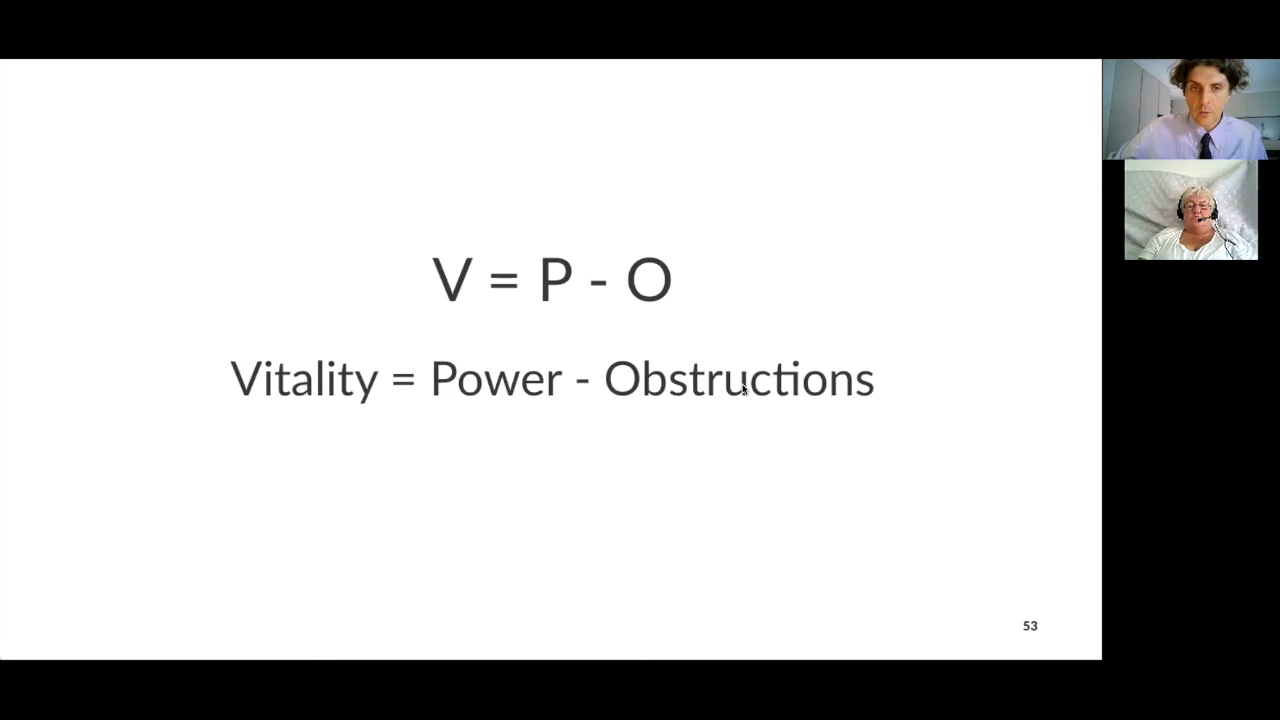 V = P - O
Vitality = Power - Obstructions
53